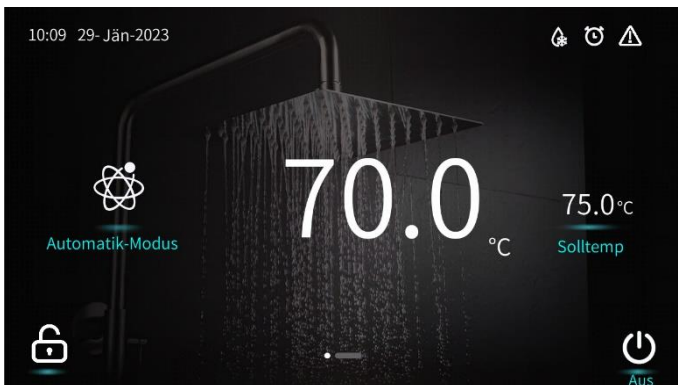 10:09 29-Jän-2023
70.0 °C
75.0 °C
Automatik-Modus
Solltemp
Aus